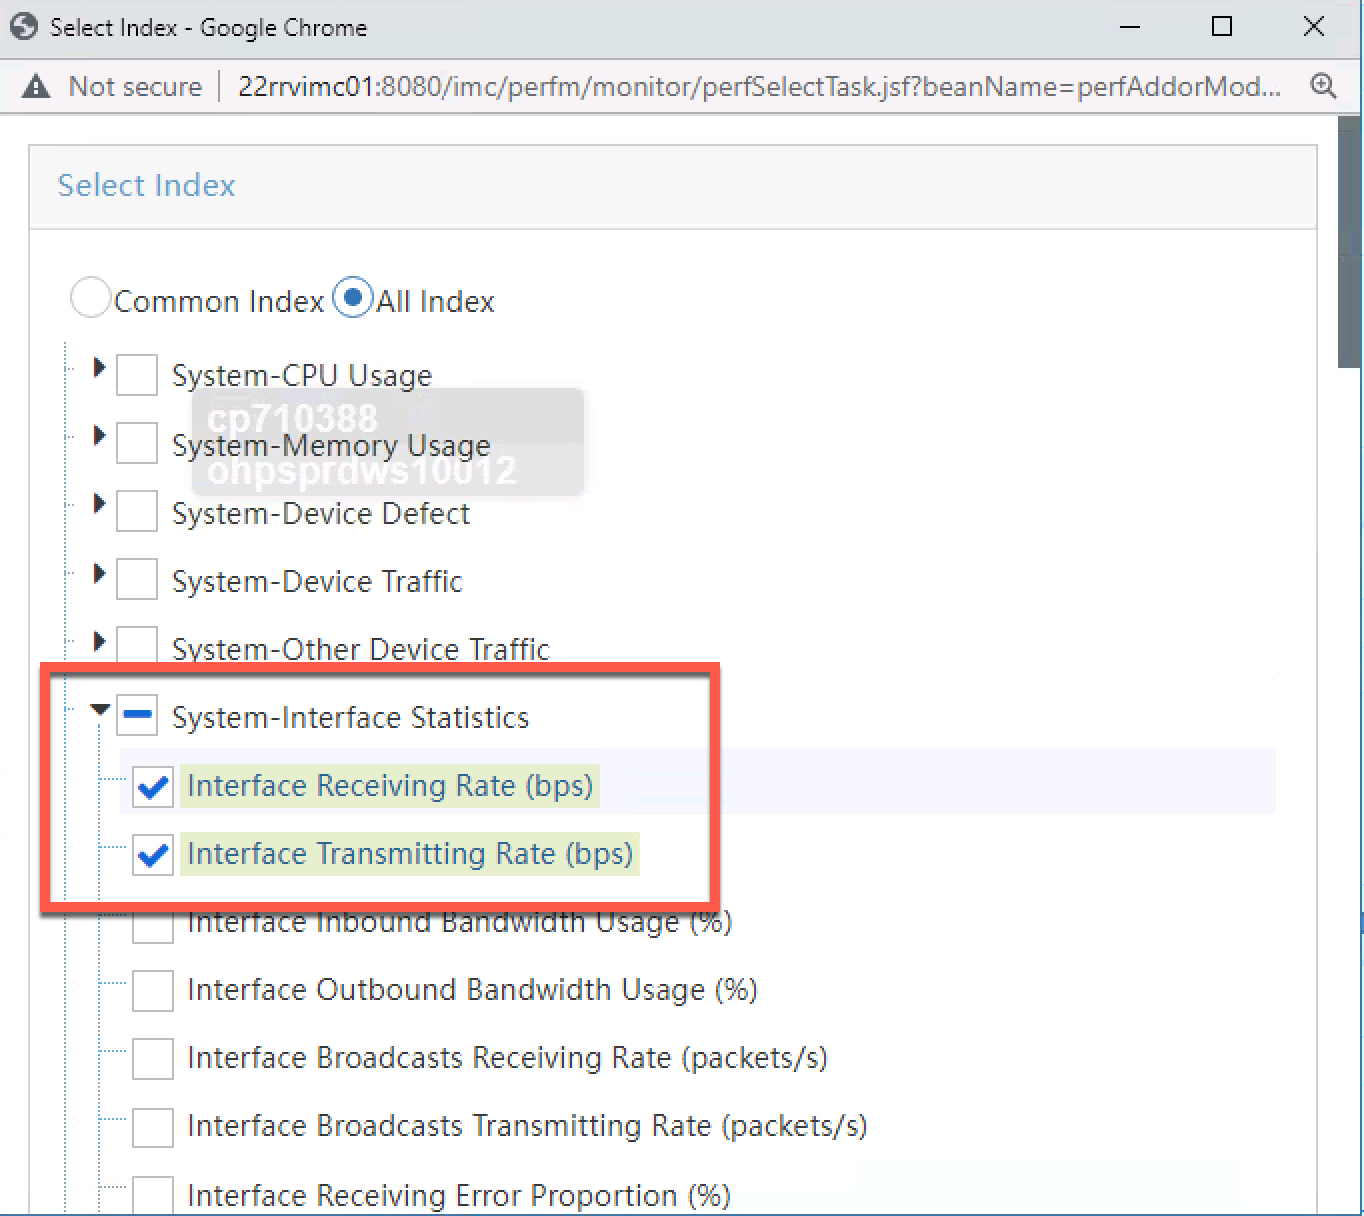 Select Index - Google Chrome
Not secure 22rrvimc01:8080/imc/perfm/monitor/perfSelectTask.jsf?beanName=perfAddorMod...
Select Index
Common Index All Index
System-CPU Usage
cp710388
System-Memory Usage
ohpsprdws10012
System-Device Defect
System-Device Traffic
System-Other Device Traffic
System-Interface Statistics
Interface Receiving Rate (bps)
Interface Transmitting Rate (bps)
Interface Inbound Bandwidth Usage (%)
Interface Outbound Bandwidth Usage (%)
Interface Broadcasts Receiving Rate (packets/s)
Interface Broadcasts Transmitting Rate (packets/s)
Interface Receiving Error Proportion (%)